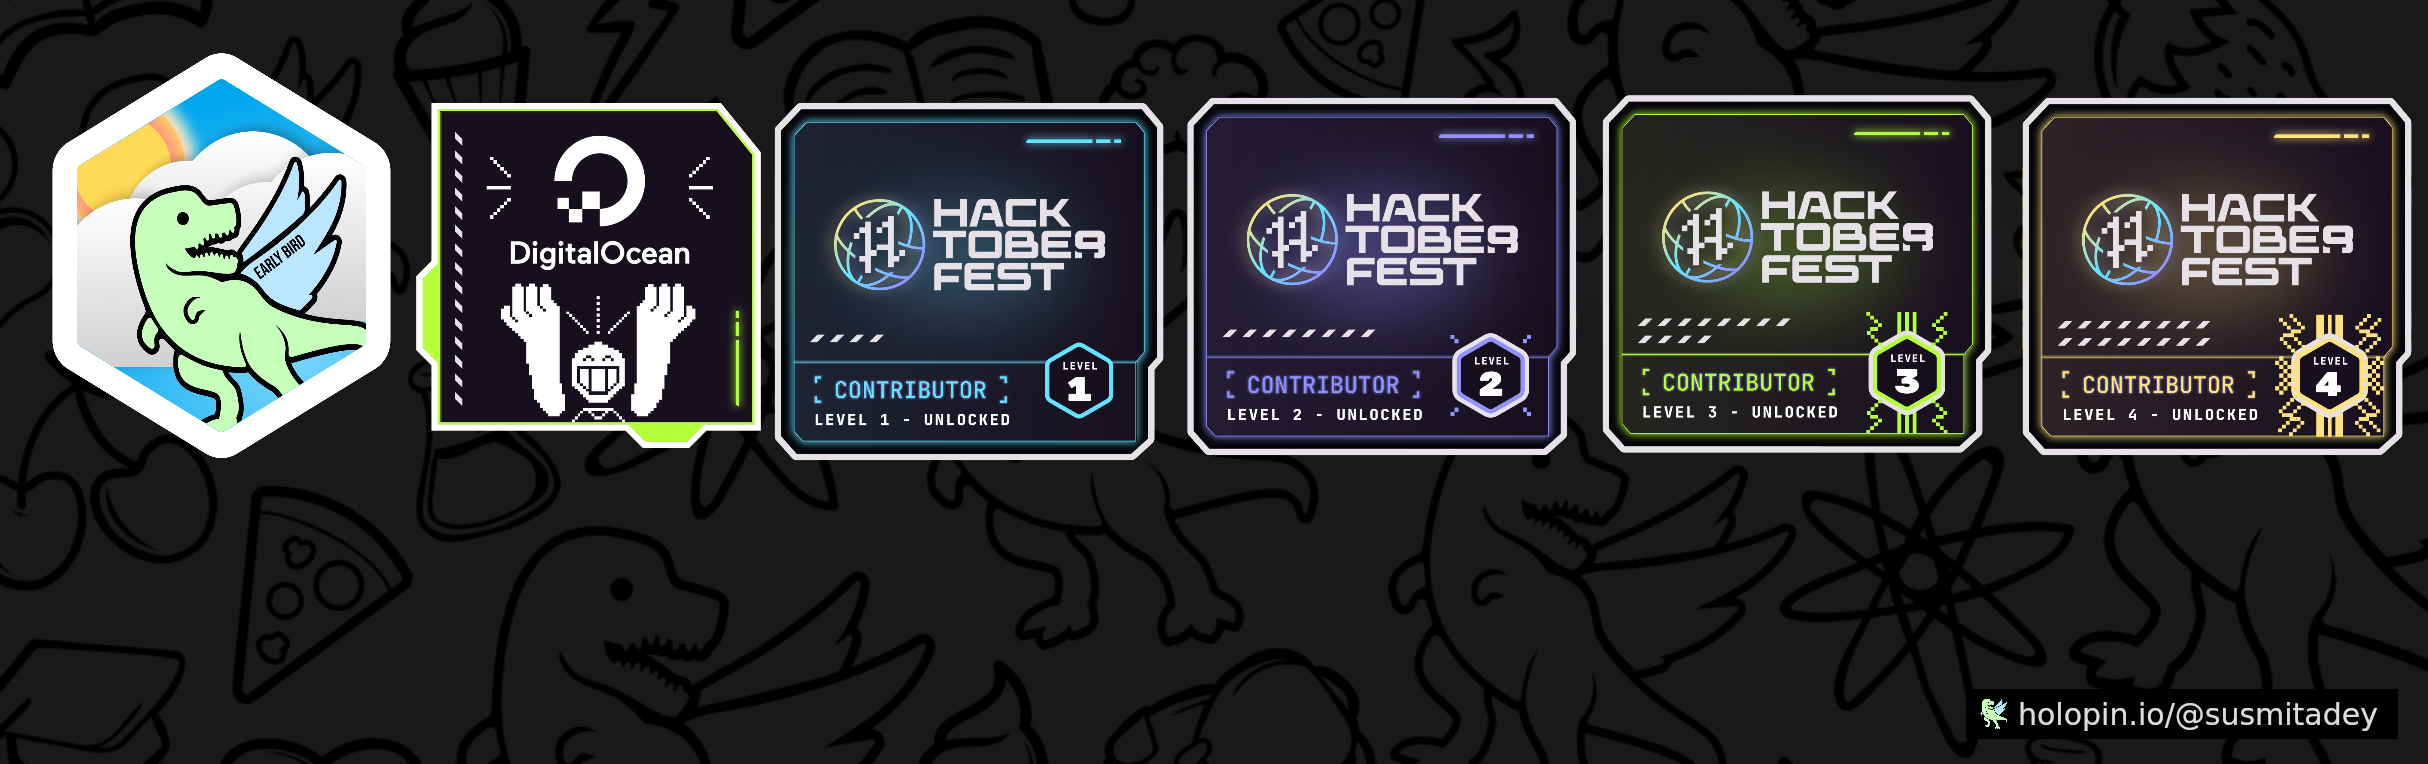 EARLY BIRD
DigitalOcean
HACK
TOBER
FEST
[ CONTRIBUTOR ]
LEVEL 1 - UNLOCKED
LEVEL
1
HACK
TOBER
FEST
[ CONTRIBUTOR ]
LEVEL 2 - UNLOCKED
LEVEL
2
HACK
TOBER
FEST
[ CONTRIBUTOR ]
LEVEL 3 - UNLOCKED
LEVEL
3
HACK
TOBER
FEST
[ CONTRIBUTOR ]
LEVEL 4 - UNLOCKED
LEVEL
4
holopin.io/@susmitadey